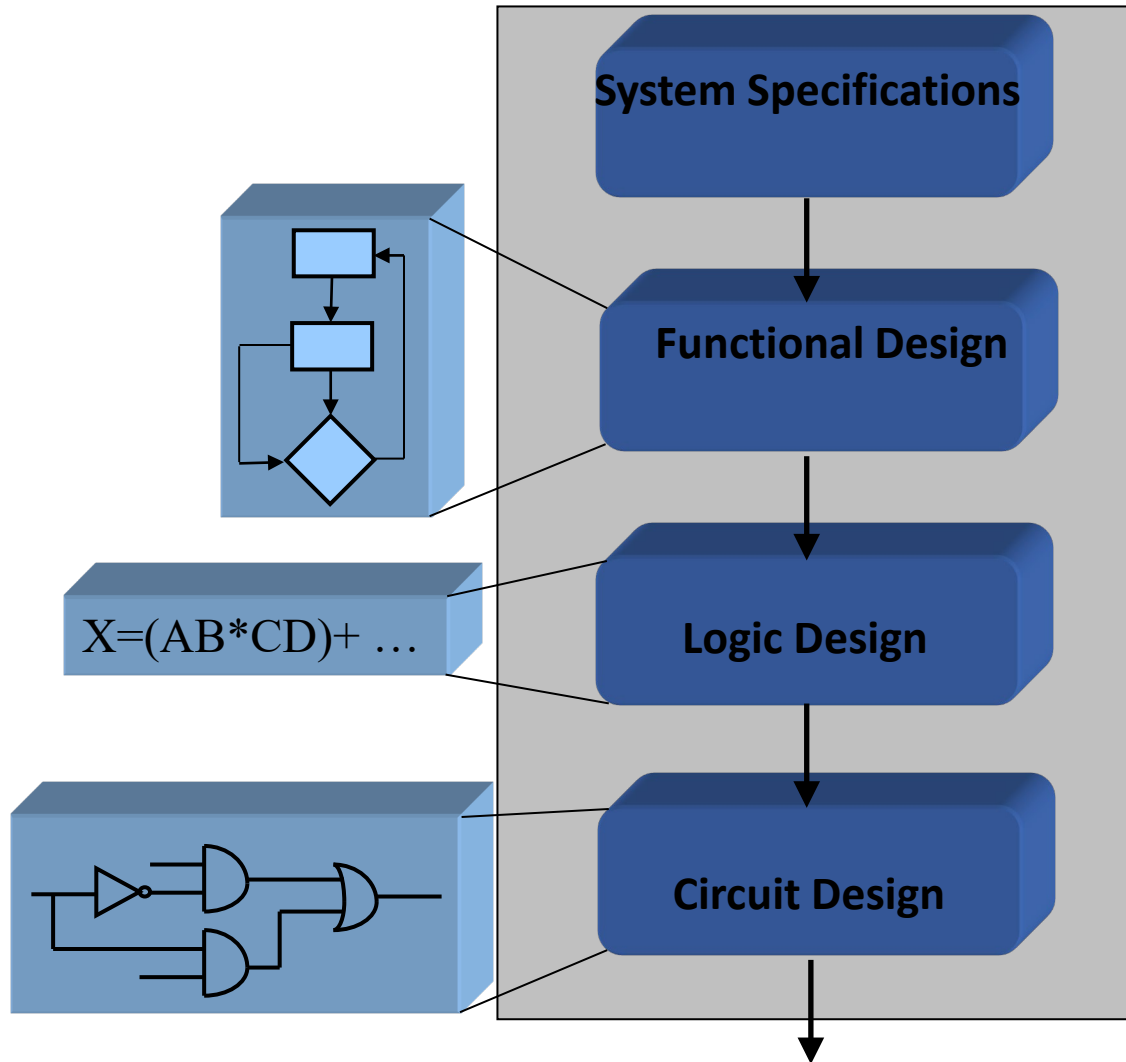 System Specifications
Functional Design
X=(AB*CD)+ …
Logic Design
Circuit Design